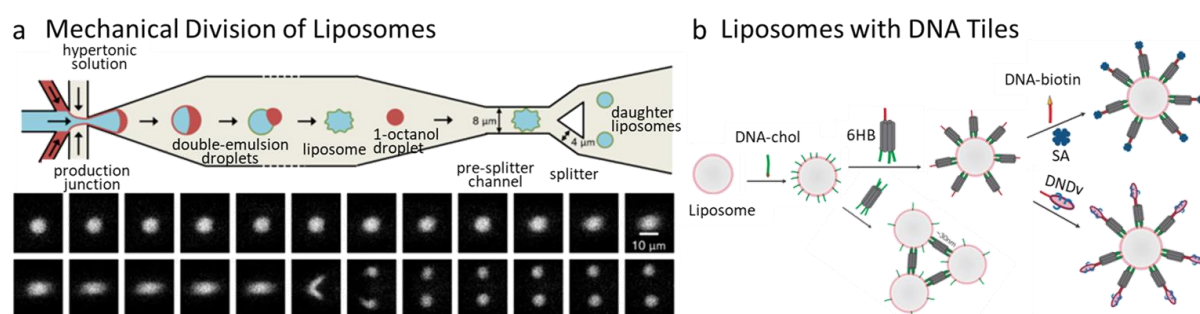 a Mechanical Division of Liposomes
hypertonic
solution
double-emulsion
droplets
liposome
1-octanol
droplet
8 µm
4 µm
daughter
liposomes
production
junction
pre-splitter
channel
splitter
10 µm
b Liposomes with DNA Tiles
Liposome
DNA-chol
6HB
~30nm
DNA-biotin
SA
DNDv